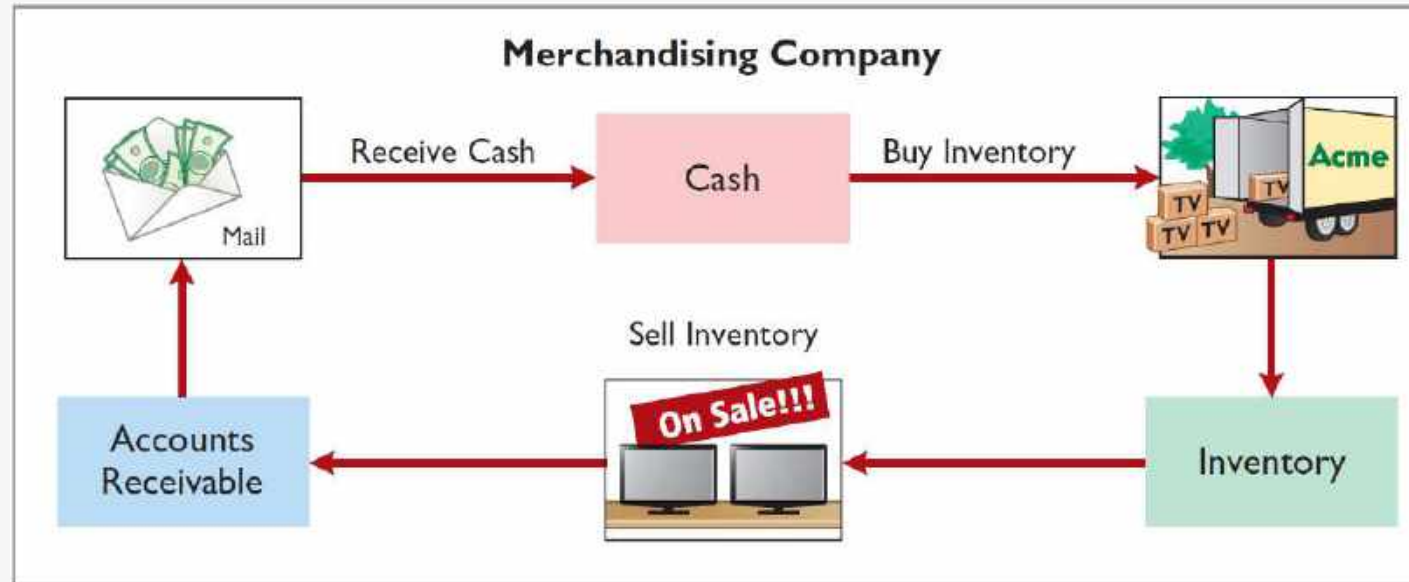 Merchandising Company
Mail
Receive Cash
Cash
Buy Inventory
Acme
TV
TV
TV TV
Sell Inventory
On Sale!!!
Accounts
Receivable
Inventory